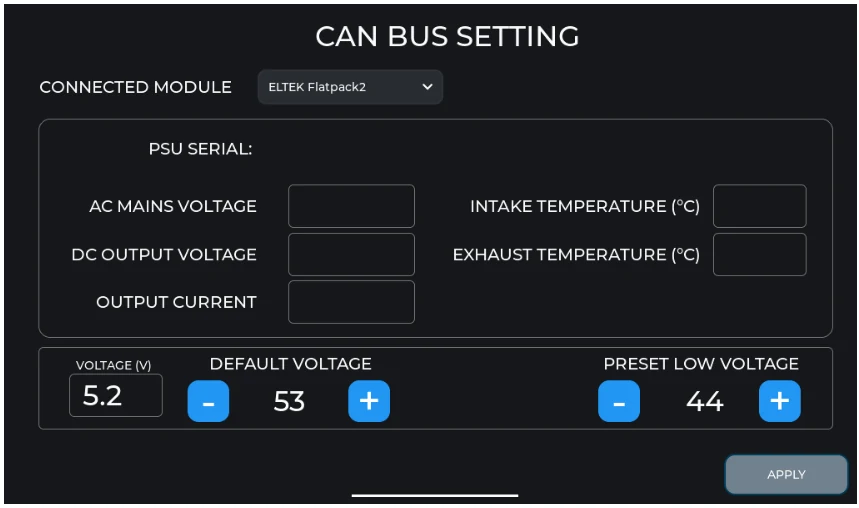 CAN BUS SETTING
CONNECTED MODULE ELTEK Flatpack2
PSU SERIAL:
AC MAINS VOLTAGE INTAKE TEMPERATURE (°C)
DC OUTPUT VOLTAGE EXHAUST TEMPERATURE (°C)
OUTPUT CURRENT
VOLTAGE (V) DEFAULT VOLTAGE PRESET LOW VOLTAGE
5.2 - 53 + - 44 +
APPLY